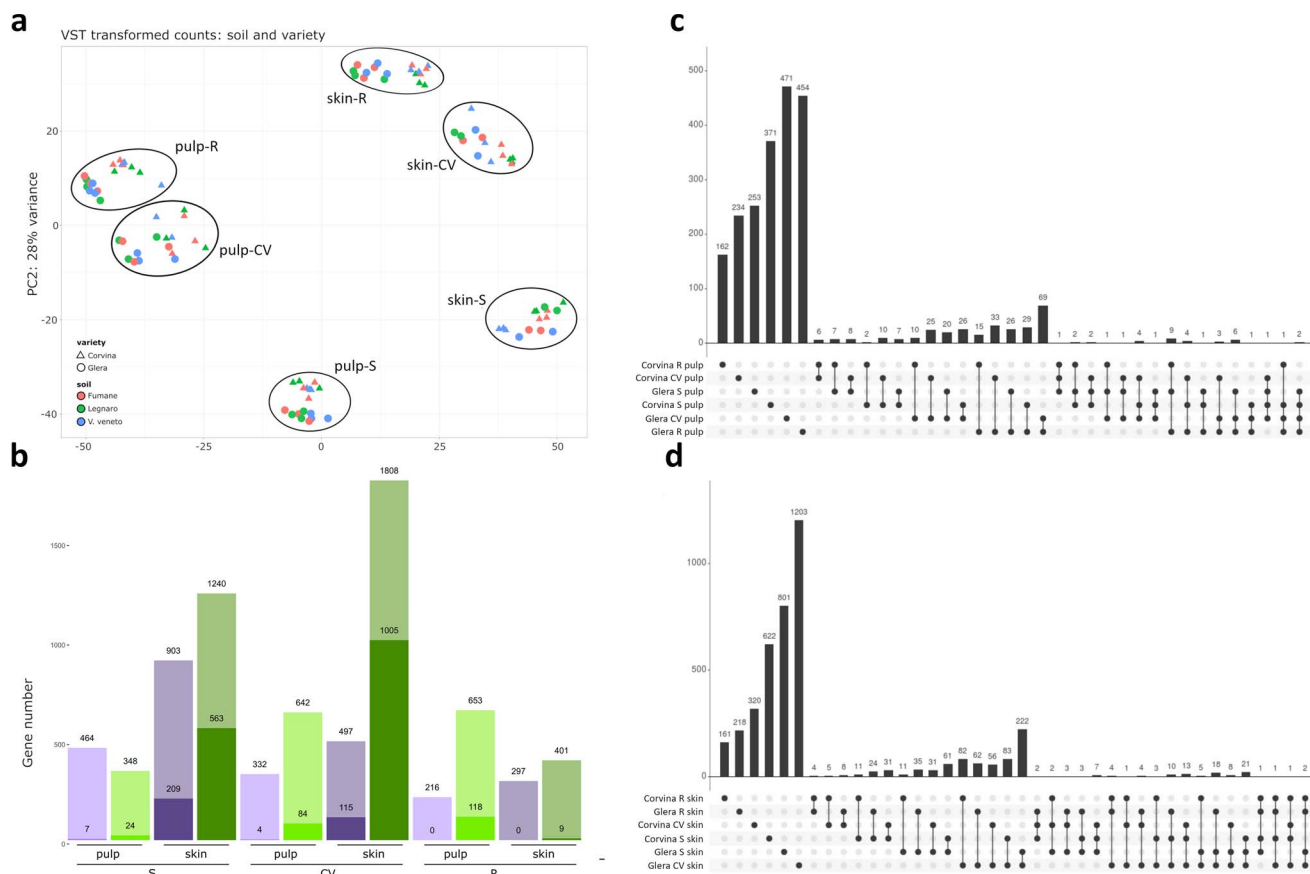 a
VST transformed counts: soil and variety
PC2: 28% variance
20
0
-20
-40
-50
-25
0
25
50
skin-R
skin-CV
pulp-R
pulp-CV
skin-S
pulp-S
variety
Corvina
Glera
soil
Fumane
Legnaro
V. veneto
b
Gene number
1500
1000
500
0
464 348 903 1240 332 642 497 1808 216 653 297 401
7 24 209 563 4 84 115 1005 0 118 0 9
pulp skin pulp skin pulp skin
S CV R
c
500
400
300
200
100
0
162 234 253 371 471 454 6 7 8 2 10 7 10 25 20 26 15 33 26 29 69 1 2 2 1 1 4 1 9 4 1 3 6 1 1 1 2
Corvina R pulp
Corvina CV pulp
Glera S pulp
Corvina S pulp
Glera CV pulp
Glera R pulp
d
1000
500
0
161 218 320 622 801 1203 4 5 8 11 24 31 11 35 31 61 82 62 56 83 222 2 2 3 3 7 4 1 4 3 10 13 5 18 8 21 1 1 1 2
Corvina R skin
Glera R skin
Corvina CV skin
Corvina S skin
Glera S skin
Glera CV skin